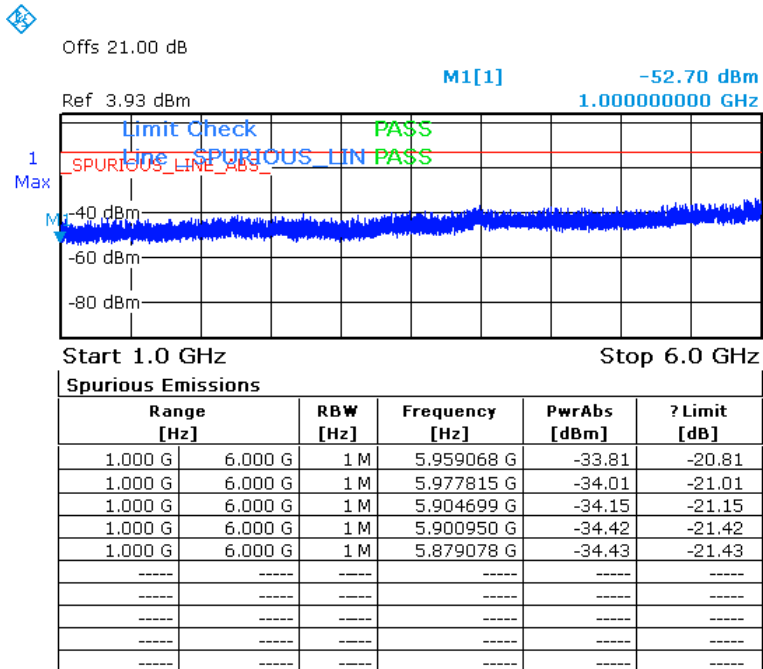 Offs 21.00 dB
M1[1] -52.70 dBm
Ref 3.93 dBm 1.000000000 GHz
Limit Check PASS
Line _SPURIOUS_LIN PASS
_SPURIOUS_LINE_ABS_
1
Max
M1
-40 dBm
-60 dBm
-80 dBm
Start 1.0 GHz Stop 6.0 GHz
Spurious Emissions
Range RBW Frequency PwrAbs ?Limit
[Hz] [Hz] [Hz] [dBm] [dB]
1.000 G 6.000 G 1 M 5.959068 G -33.81 -20.81
1.000 G 6.000 G 1 M 5.977815 G -34.01 -21.01
1.000 G 6.000 G 1 M 5.904699 G -34.15 -21.15
1.000 G 6.000 G 1 M 5.900950 G -34.42 -21.42
1.000 G 6.000 G 1 M 5.879078 G -34.43 -21.43
----- ----- ----- ----- ----- -----
----- ----- ----- ----- ----- -----
----- ----- ----- ----- ----- -----
----- ----- ----- ----- ----- -----
----- ----- ----- ----- ----- -----